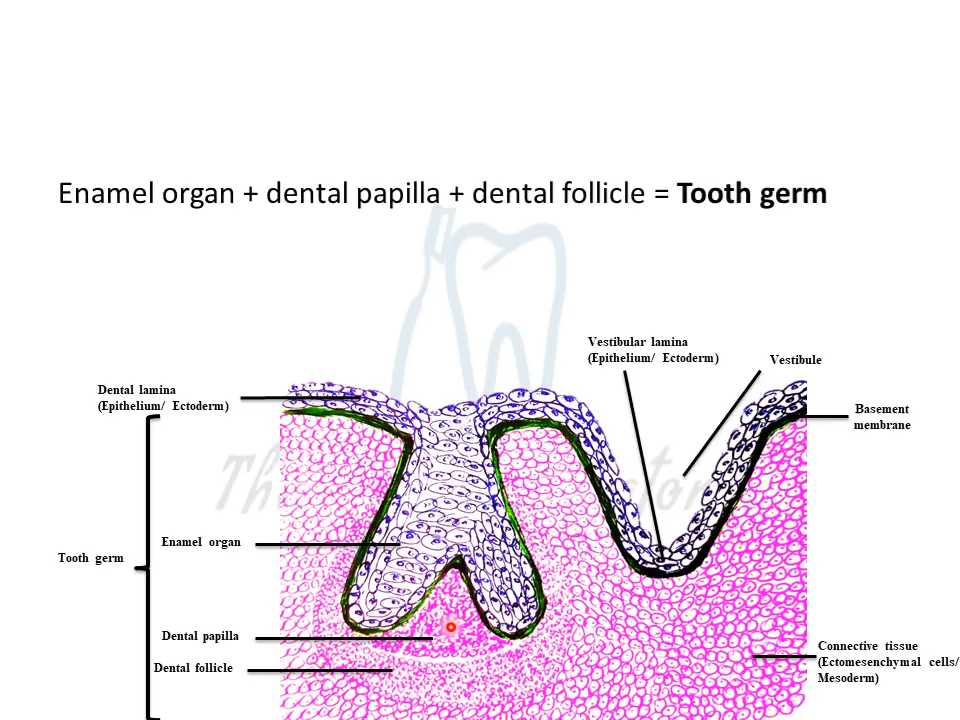 Enamel organ + dental papilla + dental follicle = Tooth germ
Vestibular lamina
(Epithelium/ Ectoderm)
Vestibule
Dental lamina
(Epithelium/ Ectoderm)
Basement
membrane
Enamel organ
Tooth germ
Dental papilla
Dental follicle
Connective tissue
(Ectomesenchymal cells/
Mesoderm)